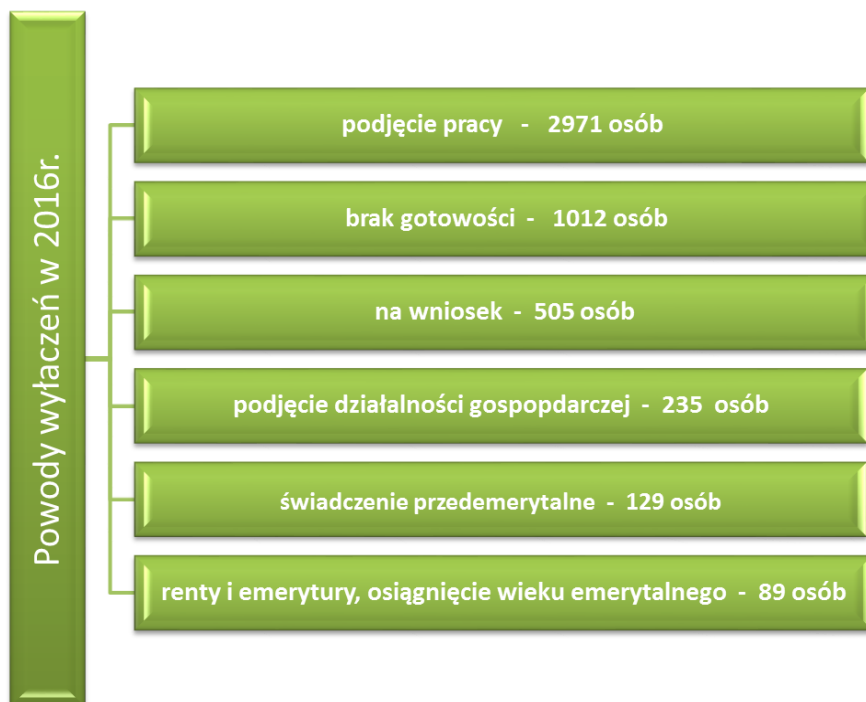 Powody wyłaczeń w 2016r.
podjęcie pracy - 2971 osób
brak gotowości - 1012 osób
na wniosek - 505 osób
podjęcie działalności gospopdarczej - 235 osób
świadczenie przedemerytalne - 129 osób
renty i emerytury, osiągnięcie wieku emerytalnego - 89 osób